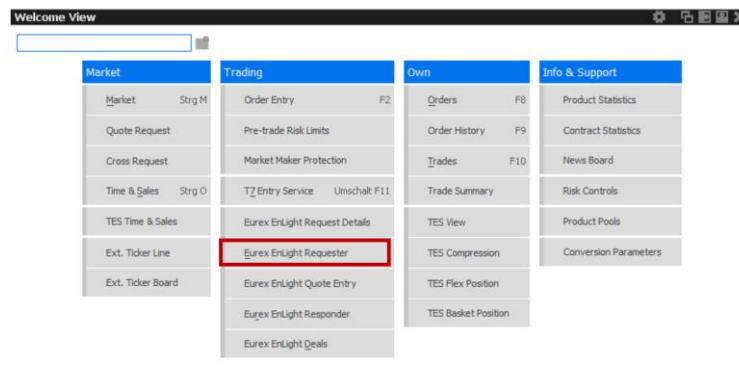 Welcome View
Market
Market Strg M
Quote Request
Cross Request
Time & Sales Strg O
TES Time & Sales
Ext. Ticker Line
Ext. Ticker Board
Trading
Order Entry F2
Pre-trade Risk Limits
Market Maker Protection
T7 Entry Service Umschalt F11
Eurex EnLight Request Details
Eurex EnLight Requester
Eurex EnLight Quote Entry
Eurex EnLight Responder
Eurex EnLight Deals
Own
Orders F8
Order History F9
Trades F10
Trade Summary
TES View
TES Compression
TES Flex Position
TES Basket Position
Info & Support
Product Statistics
Contract Statistics
News Board
Risk Controls
Product Pools
Conversion Parameters